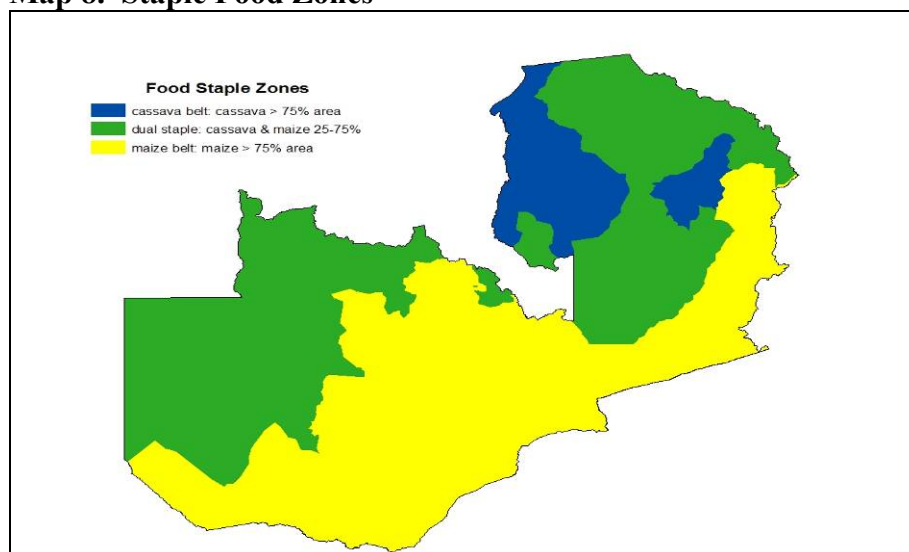 Map 8. Staple Food Zones
Food Staple Zones
cassava belt: cassava > 75% area
dual staple: cassava & maize 25-75%
maize belt: maize > 75% area